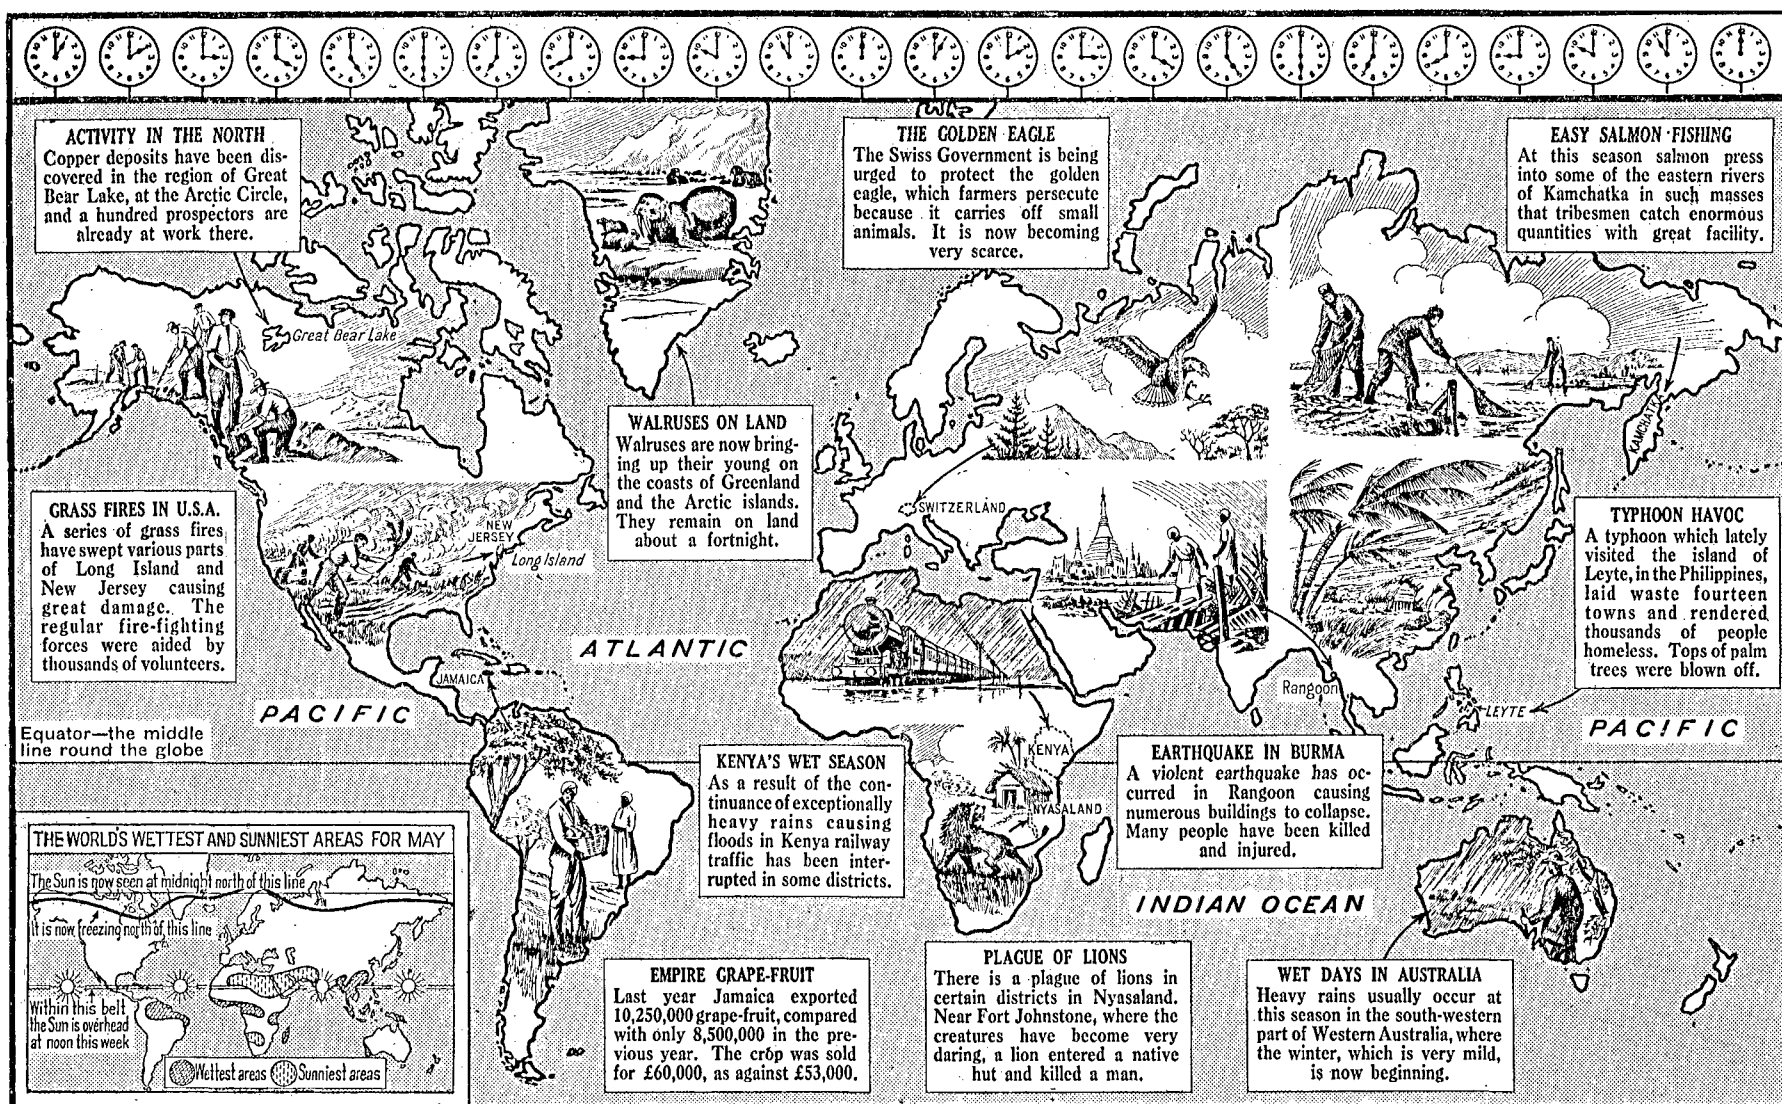 ACTIVITY IN THE NORTH
Copper deposits have been dis-
covered in the region of Great
Bear Lake, at the Arctic Circle,
and a hundred prospectors are
already at work there.
THE GOLDEN EAGLE
The Swiss Government is being
urged to protect the golden
eagle, which farmers persecute
because it carries off small
animals. It is now becoming
very scarce.
EASY SALMON FISHING
At this season salmon press
into some of the eastern rivers
of Kamchatka in such masses
that tribesmen catch enormous
quantities with great facility.
Great Bear Lake
KAMCHATKA
WALRUSES ON LAND
Walruses are now bring-
ing up their young on
the coasts of Greenland
and the Arctic islands.
They remain on land
about a fortnight.
GRASS FIRES IN U.S.A.
A series of grass fires
have swept various parts
of Long Island and
New Jersey causing
great damage. The
regular fire-fighting
forces were aided by
thousands of volunteers.
NEW
JERSEY
Long Island
SWITZERLAND
TYPHOON HAVOC
A typhoon which lately
visited the island of
Leyte, in the Philippines,
laid waste fourteen
towns and rendered
thousands of people
homeless. Tops of palm
trees were blown off.
ATLANTIC
JAMAICA
PACIFIC
Rangoon
LEYTE
PACIFIC
Equator—the middle
line round the globe
KENYA
NYASALAND
KENYA'S WET SEASON
As a result of the con-
tinuance of exceptionally
heavy rains causing
floods in Kenya railway
traffic has been inter-
rupted in some districts.
EARTHQUAKE IN BURMA
A violent earthquake has oc-
curred in Rangoon causing
numerous buildings to collapse.
Many people have been killed
and injured.
INDIAN OCEAN
THE WORLD'S WETTEST AND SUNNIEST AREAS FOR MAY
The Sun is now seen at midnight north of this line
It is now freezing north of this line
Within this belt
the Sun is overhead
at noon this week
Wettest areas
Sunniest areas
EMPIRE GRAPE-FRUIT
Last year Jamaica exported
10,250,000 grape-fruit, compared
with only 8,500,000 in the pre-
vious year. The crop was sold
for £60,000, as against £53,000.
PLAGUE OF LIONS
There is a plague of lions in
certain districts in Nyasaland.
Near Fort Johnstone, where the
creatures have become very
daring, a lion entered a native
hut and killed a man.
WET DAYS IN AUSTRALIA
Heavy rains usually occur at
this season in the south-western
part of Western Australia, where
the winter, which is very mild,
is now beginning.